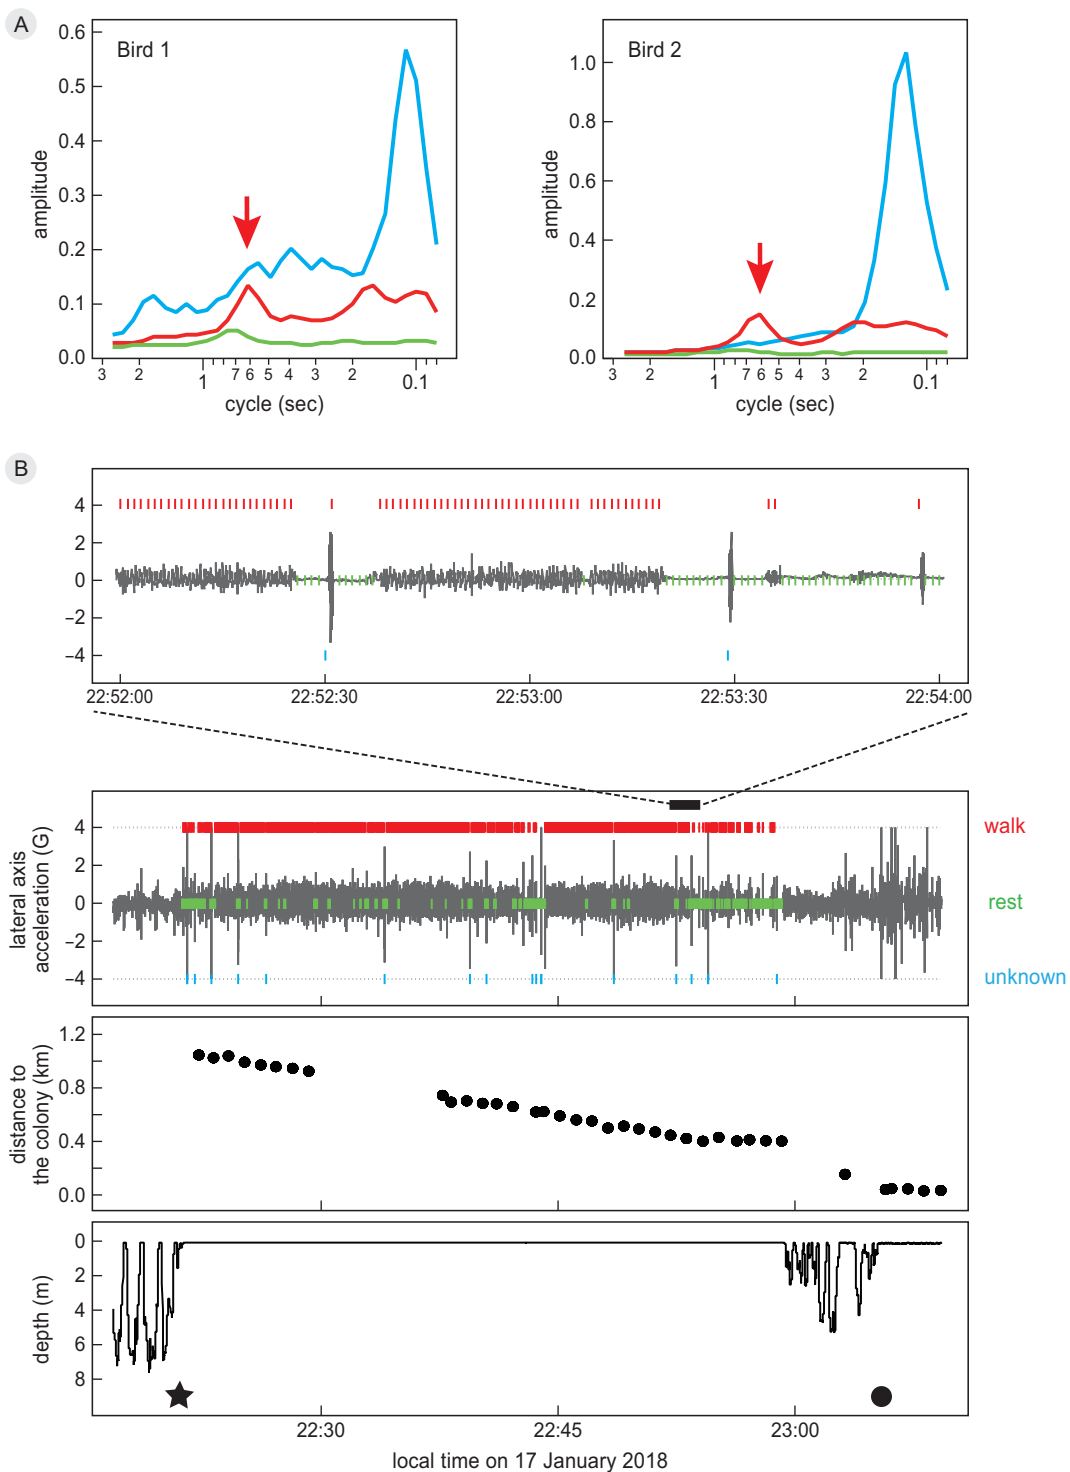 A
Bird 1
0.6
0.5
0.4
0.3
0.2
0.1
0.0
amplitude
3 2 1 7 6 5 4 3 2 0.1
cycle (sec)
Bird 2
1.0
0.8
0.6
0.4
0.2
0.0
amplitude
3 2 1 7 6 5 4 3 2 0.1
cycle (sec)
B
4
2
0
−2
−4
22:52:00 22:52:30 22:53:00 22:53:30 22:54:00
4
2
0
−2
−4
lateral axis
acceleration (G)
walk
rest
unknown
1.2
0.8
0.4
0.0
distance to
the colony (km)
0
2
4
6
8
depth (m)
22:30 22:45 23:00
local time on 17 January 2018